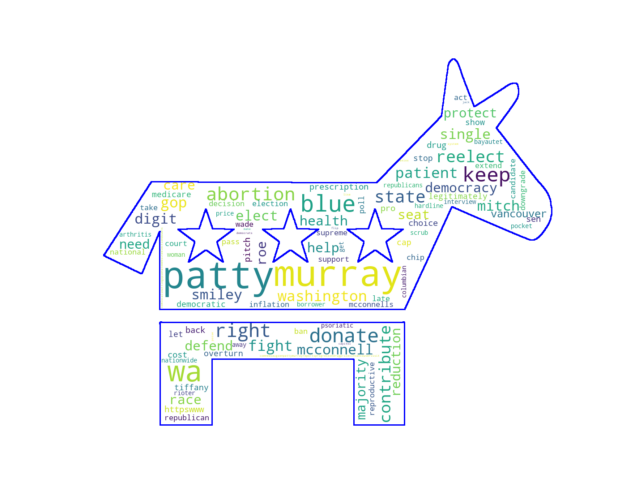 act
protect
show
single
bayautet
drug
stop reelect
extend
patient keep
candidate
downgrade
republicans
democracy
state legitimately
hardline interview mitch
vancouver
sen
pocket
care
medicare
gop
take
digit
abortion
prescription
decision election
blue
poll
price elect
health
pro seat
choice
scrub
wade
supreme
arthritis
need
national
court
woman
pass
pitch
roe
help
get
support
cap
chip
patty murray
columbian
smiley washington
late
democratic inflation borrower mcconnells
let back right
ban
psoriatic
donate
defend
away
fight mcconnell
cost overturn
nationwide
wa
tiffany
rioter
race
httpswww
republican
majority
reproductive
contribute
reduction